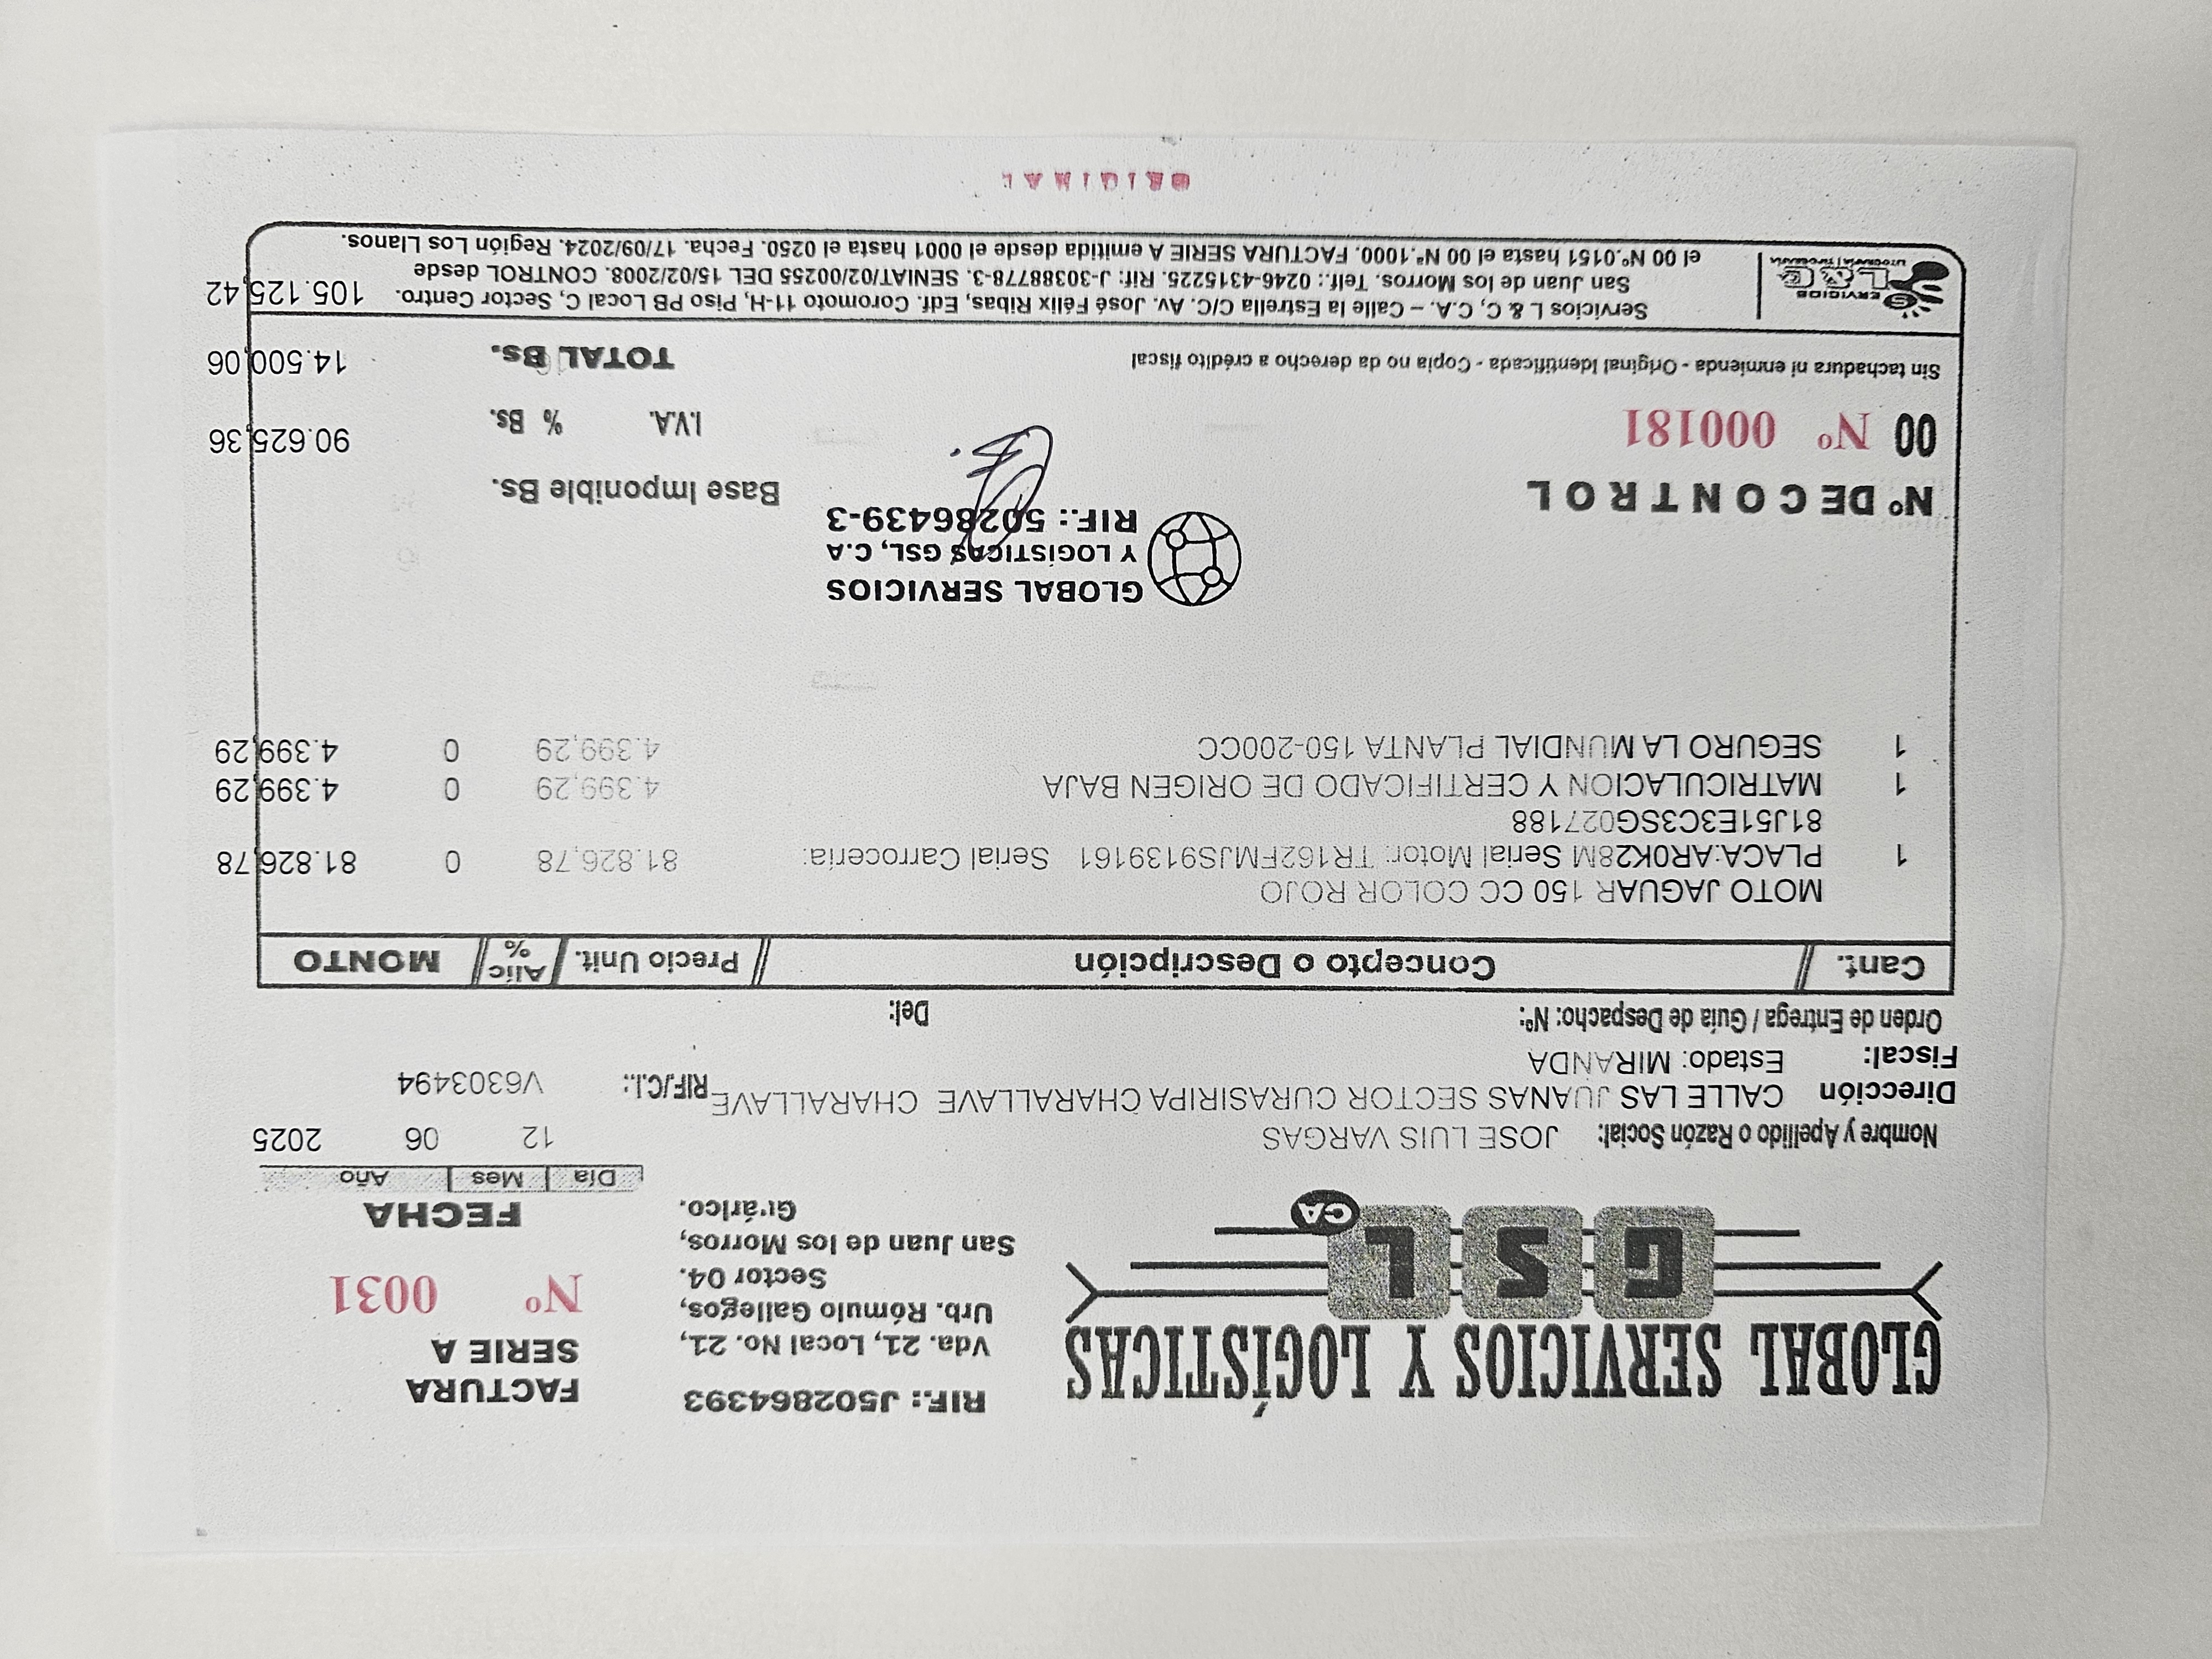 GLOBAL SERVICIOS Y LOGÍSTICAS
G S L CA
RIF.: J502864393
Vda. 21, Local No. 21,
Urb. Rómulo Gallegos,
Sector 04.
San Juan de los Morros,
Guárico.
FACTURA
SERIE A
Nº 0031
FECHA
Día Mes Año
12 06 2025
Nombre y Apellido o Razón Social: JOSE LUIS VARGAS
Dirección CALLE LAS JUANAS SECTOR CURASIRIPA CHARALLAVE CHARALLAVE RIF/C.I.: V6303494
Fiscal: Estado: MIRANDA
Orden de Entrega / Guía de Despacho: Nº: Del:
Cant. Concepto o Descripción Precio Unit. Alic % MONTO
MOTO JAGUAR 150 CC COLOR ROJO
1 PLACA:AR0K28M Serial Motor: TR162FMJS9139161 Serial Carroceria: 81.826,78 0 81.826,78
81J51E3C3SG027188
1 MATRICULACION Y CERTIFICADO DE ORIGEN BAJA 4.399,29 0 4.399,29
1 SEGURO LA MUNDIAL PLANTA 150-200CC 4.399,29 0 4.399,29
GLOBAL SERVICIOS
Y LOGÍSTICAS GSL, C.A
RIF.: 50286439-3
Nº DE CONTROL
00 Nº 000181
Base Imponible Bs. 90.625,36
I.V.A. % Bs. 14.500,06
TOTAL Bs. 105.125,42
Sin tachadura ni enmienda - Original Identificada - Copia no da derecho a crédito fiscal
SERVICIOS
L&C
LITOGRAFÍA | TIPOGRAFÍA
Servicios L & C, C.A. – Calle la Estrella C/C. Av. José Félix Ribas, Edf. Coromoto 11-H, Piso PB Local C, Sector Centro.
San Juan de los Morros. Telf.: 0246-4315225. Rif: J-30388778-3. SENIAT/02/00255 DEL 15/02/2008. CONTROL desde
el 00 Nº.0151 hasta el 00 Nº.1000. FACTURA SERIE A emitida desde el 0001 hasta el 0250. Fecha. 17/09/2024. Región Los Llanos.
ORIGINAL